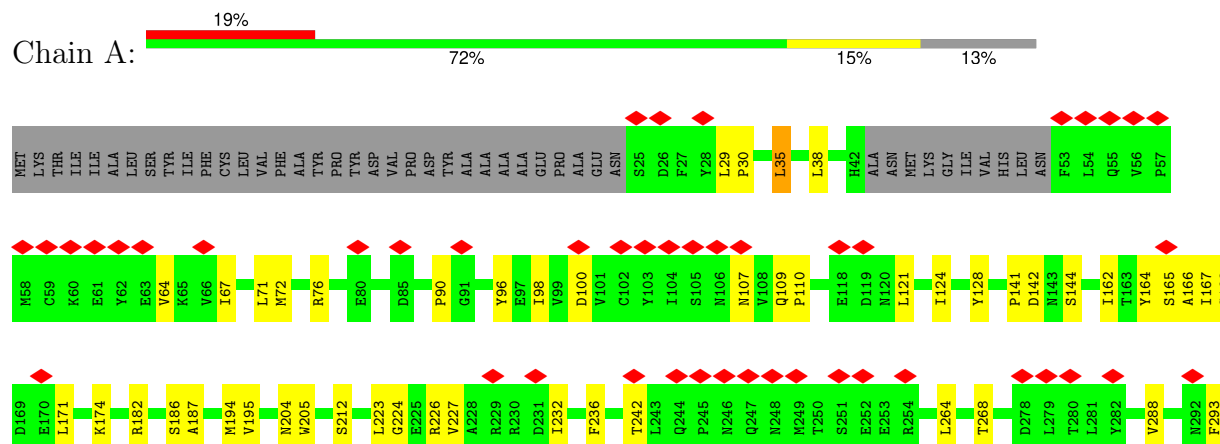 19%
Chain A:
72% 15% 13%
MET LYS THR ILE ILE ALA LEU SER TYR ILE PHE CYS LEU VAL PHE ALA TYR PRO TYR ASP VAL PRO ASP TYR ALA ALA ALA ALA ALA GLU PRO ALA GLU ASN S25 D26 F27 Y28 L29 P30 L35 L38 H42 ALA ASN MET LYS GLY ILE VAL HIS LEU ASN F53 L54 Q55 V56 P57
M58 C59 K60 E61 Y62 E63 V64 K65 V66 I67 L71 M72 R76 E80 D85 P90 G91 Y96 E97 I98 V99 D100 V101 C102 Y103 I104 S105 N106 N107 V108 Q109 P110 E118 D119 N120 L121 I124 Y128 P141 D142 N143 S144 I162 T163 Y164 S165 A166 I167
D169 E170 L171 K174 R182 S186 A187 M194 V195 N204 W205 S212 L223 G224 E225 R226 V227 A228 R229 R230 D231 I232 F236 T242 L243 Q244 P245 N246 Q247 N248 M249 T250 S251 E252 E253 R254 L264 T268 D278 L279 T280 L281 Y282 V288 N292 F293